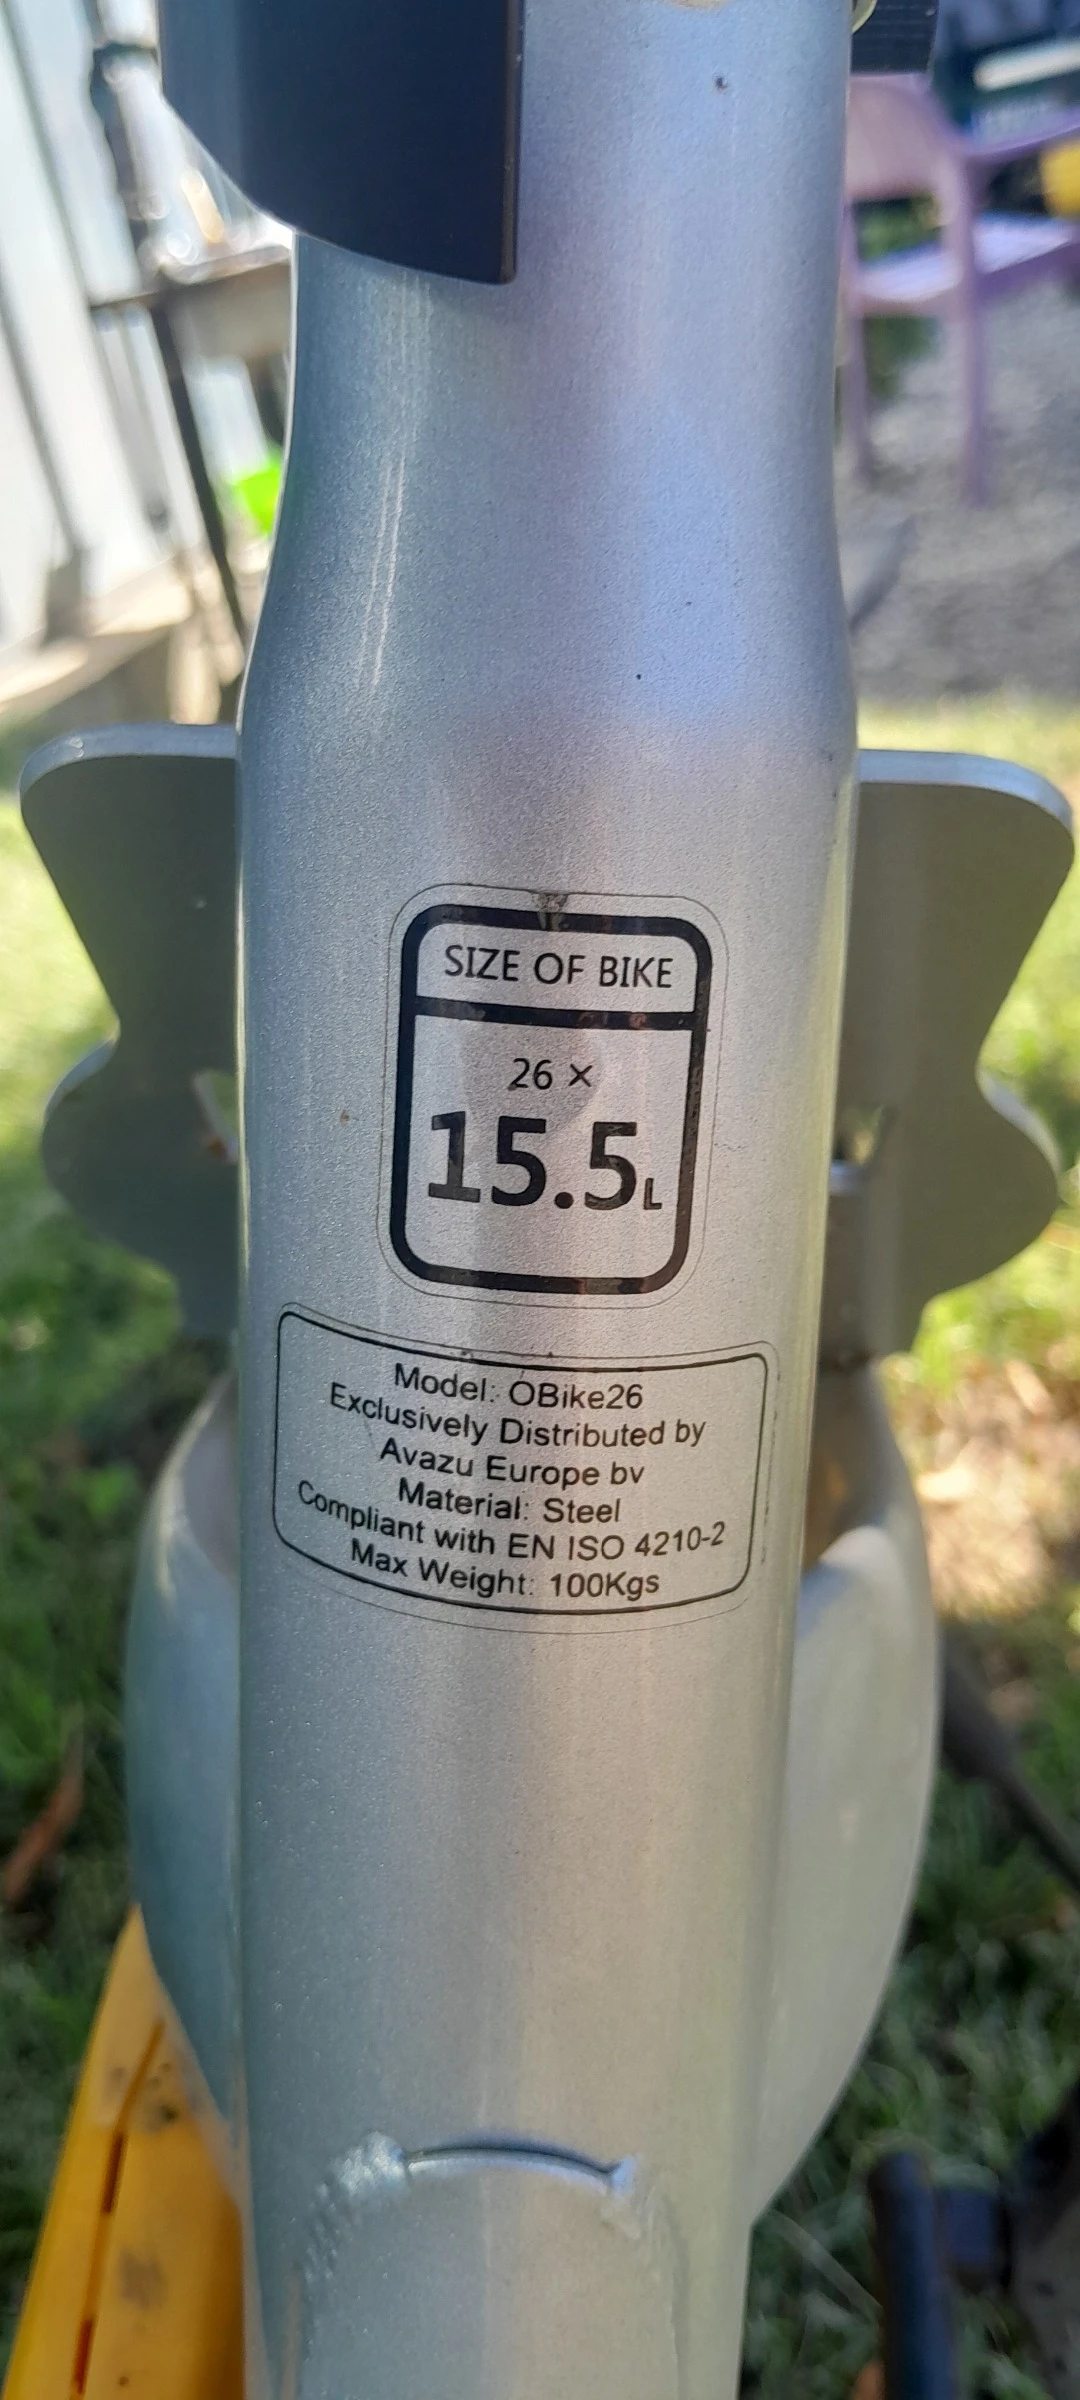 SIZE OF BIKE
26 ×
15.5L
Model: OBike26
Exclusively Distributed by
Avazu Europe bv
Material: Steel
Compliant with EN ISO 4210-2
Max Weight: 100Kgs